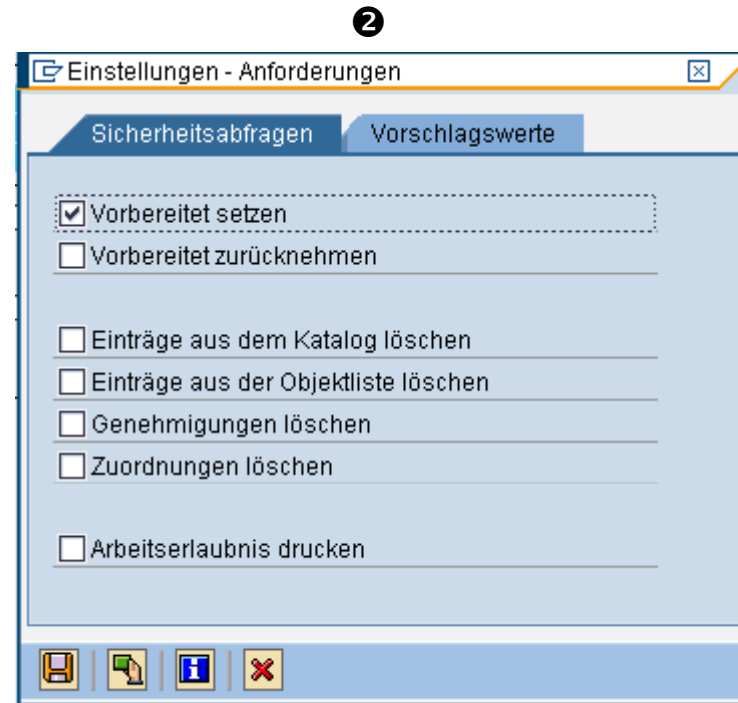 ❷
Einstellungen - Anforderungen
Sicherheitsabfragen Vorschlagswerte
Vorbereitet setzen
Vorbereitet zurücknehmen
Einträge aus dem Katalog löschen
Einträge aus der Objektliste löschen
Genehmigungen löschen
Zuordnungen löschen
Arbeitserlaubnis drucken